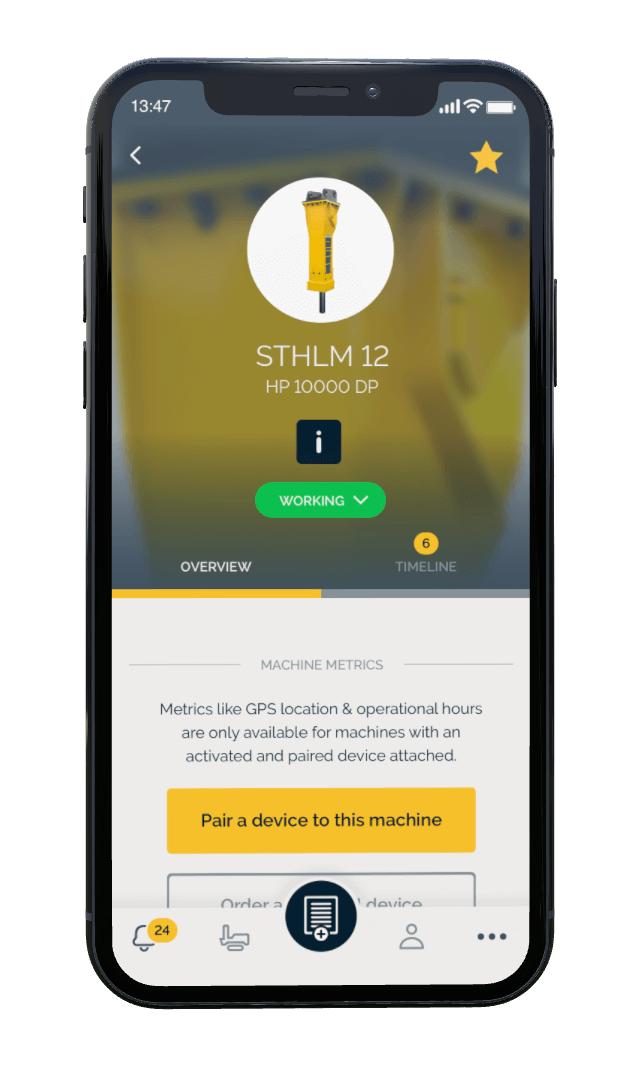 13:47
STHLM 12
HP 10000 DP
i
WORKING
6
OVERVIEW
TIMELINE
MACHINE METRICS
Metrics like GPS location & operational hours
are only available for machines with an
activated and paired device attached.
Pair a device to this machine
Order a device
24